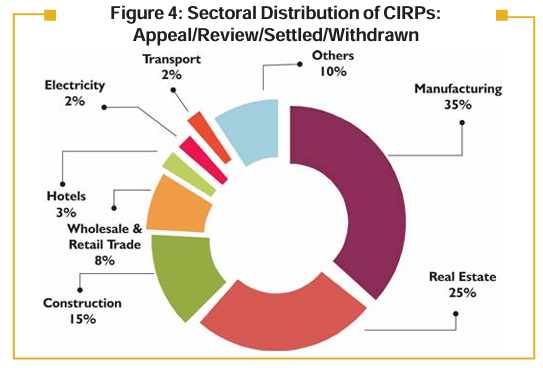 Figure 4: Sectoral Distribution of CIRPs:
Appeal/Review/Settled/Withdrawn
Others
10%
Transport
2%
Electricity
2%
Manufacturing
35%
Hotels
3%
Wholesale &
Retail Trade
8%
Real Estate
25%
Construction
15%